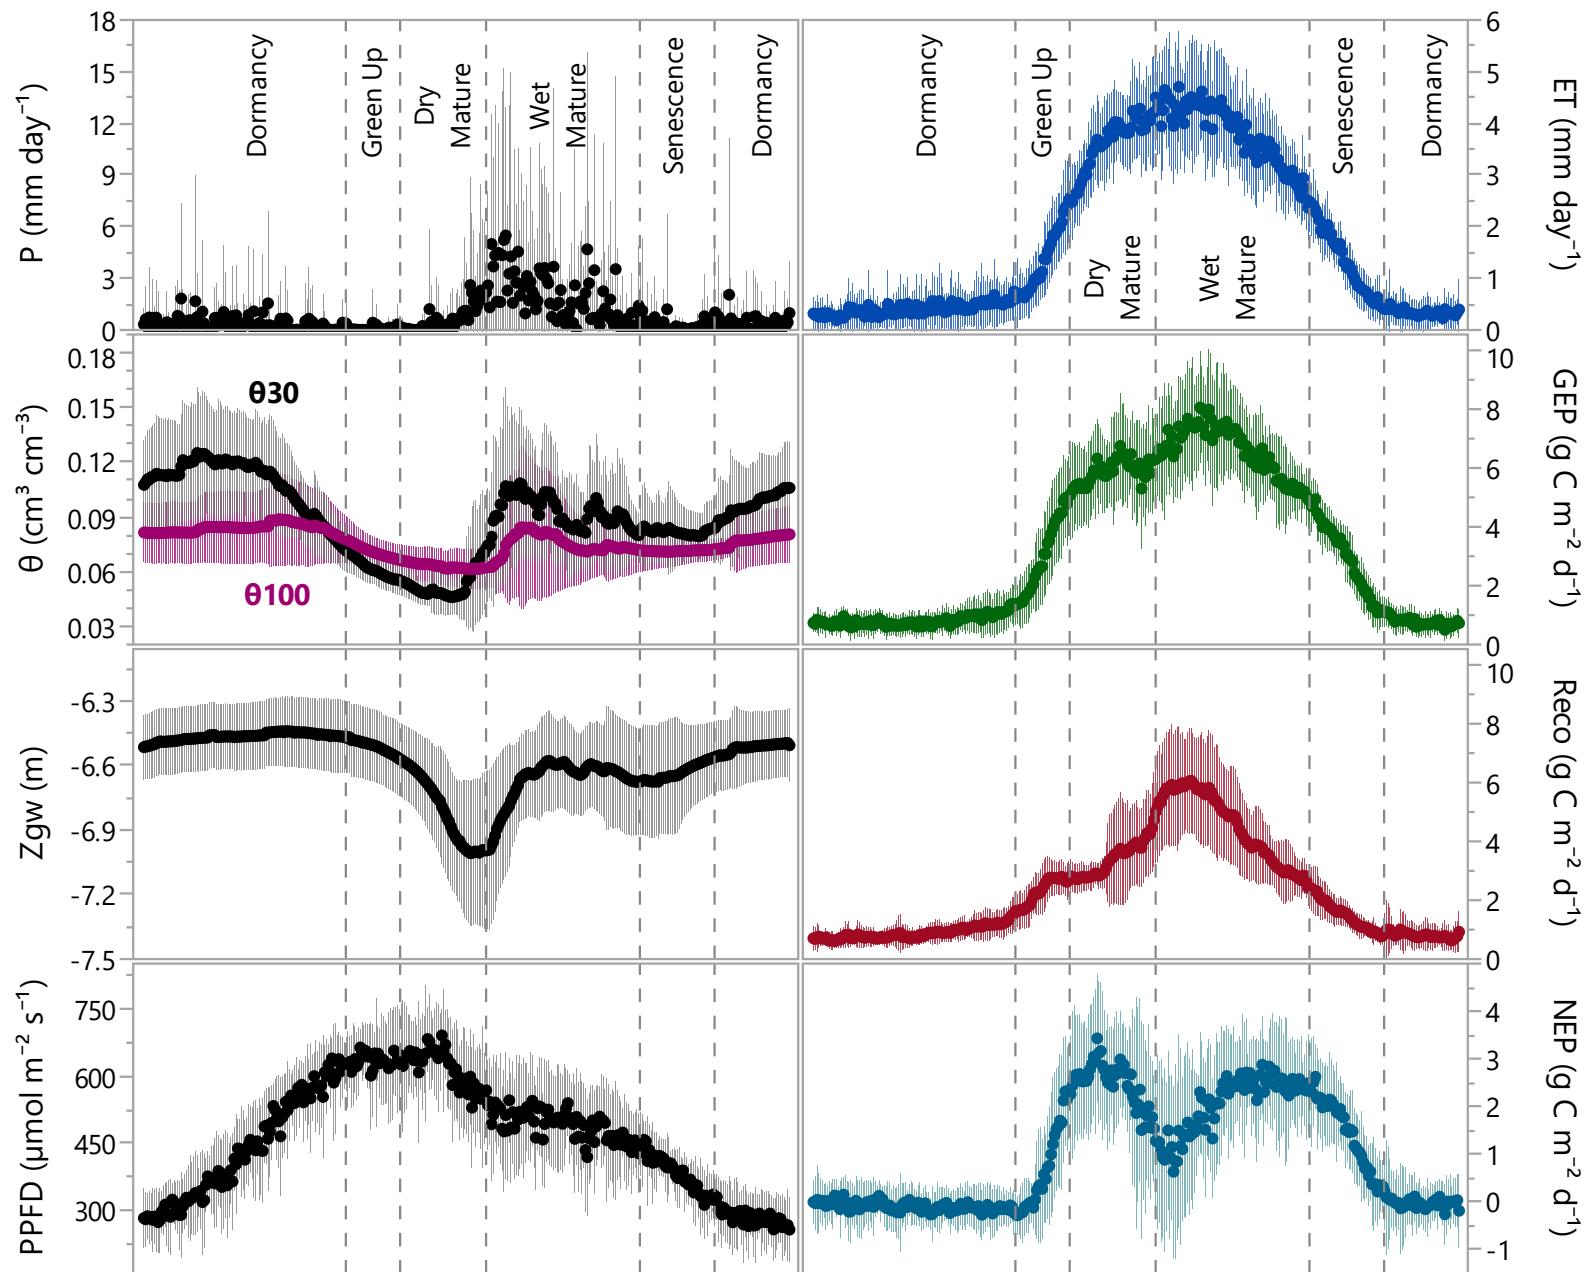 P (mm day⁻¹)
18
15
12
9
6
3
0
Dormancy
Green Up
Dry
Mature
Wet
Mature
Senescence
Dormancy
Dormancy
Green Up
Dry
Mature
Wet
Mature
Senescence
Dormancy
6
5
4
3
2
1
0
ET (mm day⁻¹)
θ (cm³ cm⁻³)
0.18
0.15
0.12
0.09
0.06
0.03
θ30
θ100
10
8
6
4
2
0
GEP (g C m⁻² d⁻¹)
Zgw (m)
-6.3
-6.6
-6.9
-7.2
-7.5
10
8
6
4
2
0
Reco (g C m⁻² d⁻¹)
PPFD (μmol m⁻² s⁻¹)
750
600
450
300
4
3
2
1
0
-1
NEP (g C m⁻² d⁻¹)